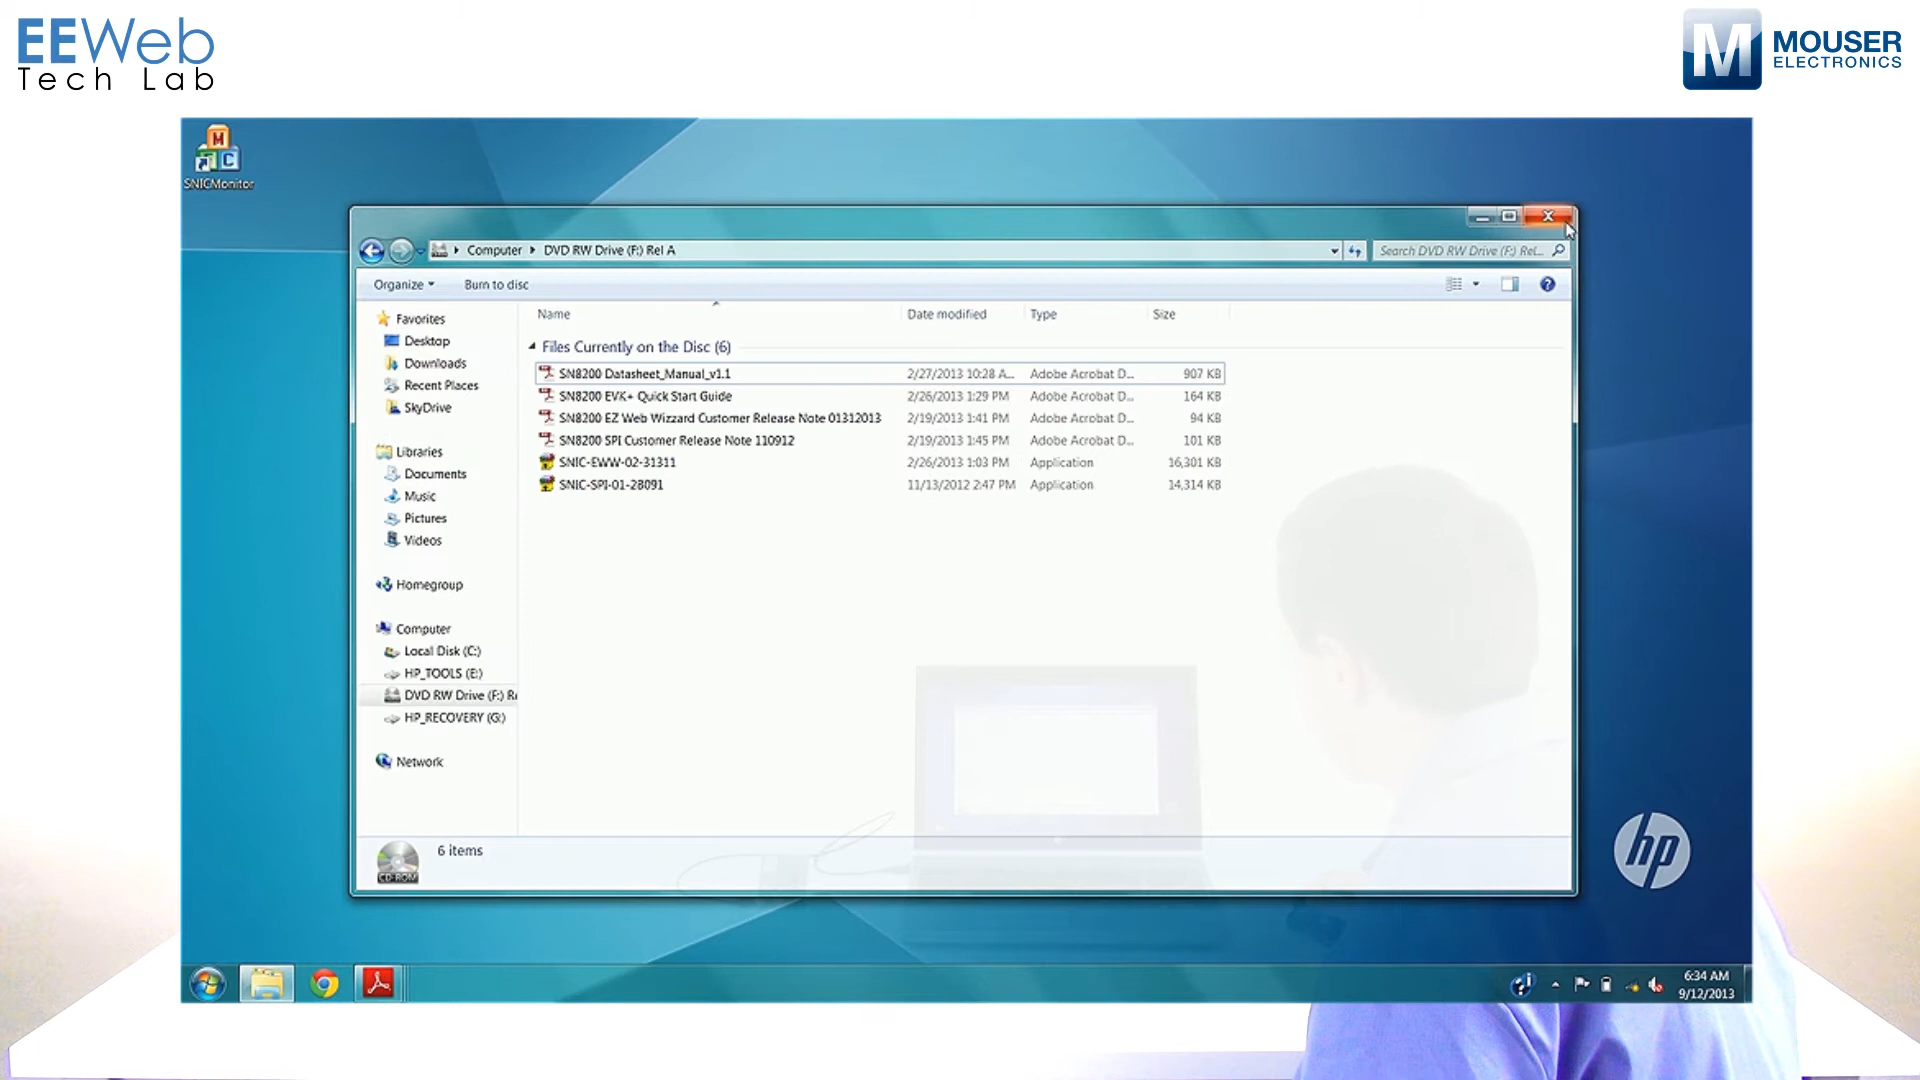 EEWeb
Tech Lab
M MOUSER
ELECTRONICS
M
C
SNICMonitor
Computer DVD RW Drive (F:) Rel A
Search DVD RW Drive (F:) Rel...
Organize Burn to disc
Name Date modified Type Size
Files Currently on the Disc (6)
SN8200 Datasheet_Manual_v1.1 2/27/2013 10:28 A... Adobe Acrobat D... 907 KB
SN8200 EVK+ Quick Start Guide 2/26/2013 1:29 PM Adobe Acrobat D... 164 KB
SN8200 EZ Web Wizzard Customer Release Note 01312013 2/19/2013 1:41 PM Adobe Acrobat D... 94 KB
SN8200 SPI Customer Release Note 110912 2/19/2013 1:45 PM Adobe Acrobat D... 101 KB
SNIC-EWW-02-31311 2/26/2013 1:03 PM Application 16,301 KB
SNIC-SPI-01-28091 11/13/2012 2:47 PM Application 14,314 KB
Favorites
Desktop
Downloads
Recent Places
SkyDrive
Libraries
Documents
Music
Pictures
Videos
Homegroup
Computer
Local Disk (C:)
HP_TOOLS (E:)
DVD RW Drive (F:) Re
HP_RECOVERY (G:)
Network
CD-ROM
6 items
hp
6:34 AM
9/12/2013